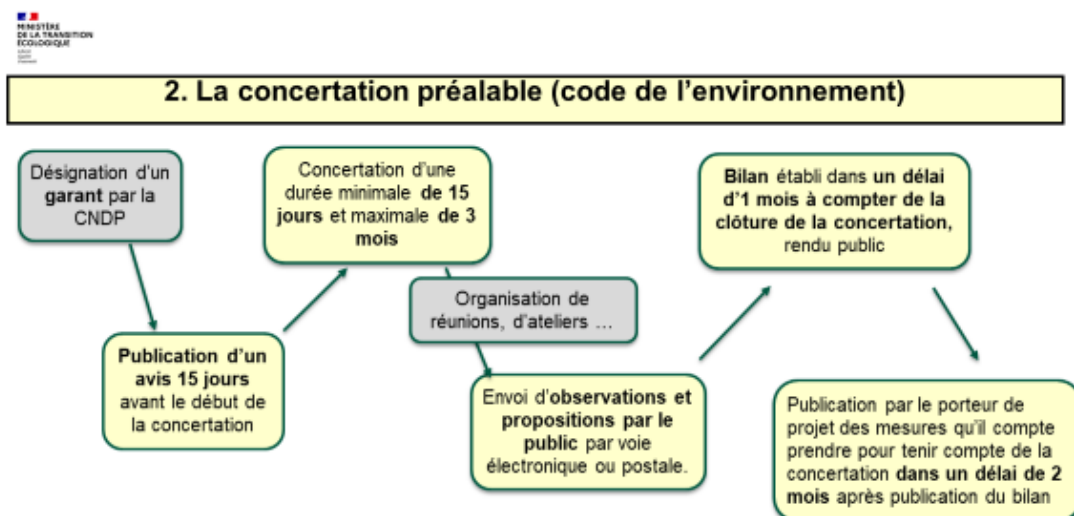 MINISTÈRE
DE LA TRANSITION
ÉCOLOGIQUE
2. La concertation préalable (code de l'environnement)
Désignation d'un
garant par la
CNDP
Publication d'un
avis 15 jours
avant le début de
la concertation
Concertation d'une
durée minimale de 15
jours et maximale de 3
mois
Organisation de
réunions, d'ateliers …
Envoi d'observations et
propositions par le
public par voie
électronique ou postale.
Bilan établi dans un délai
d'1 mois à compter de la
clôture de la concertation,
rendu public
Publication par le porteur de
projet des mesures qu'il compte
prendre pour tenir compte de la
concertation dans un délai de 2
mois après publication du bilan